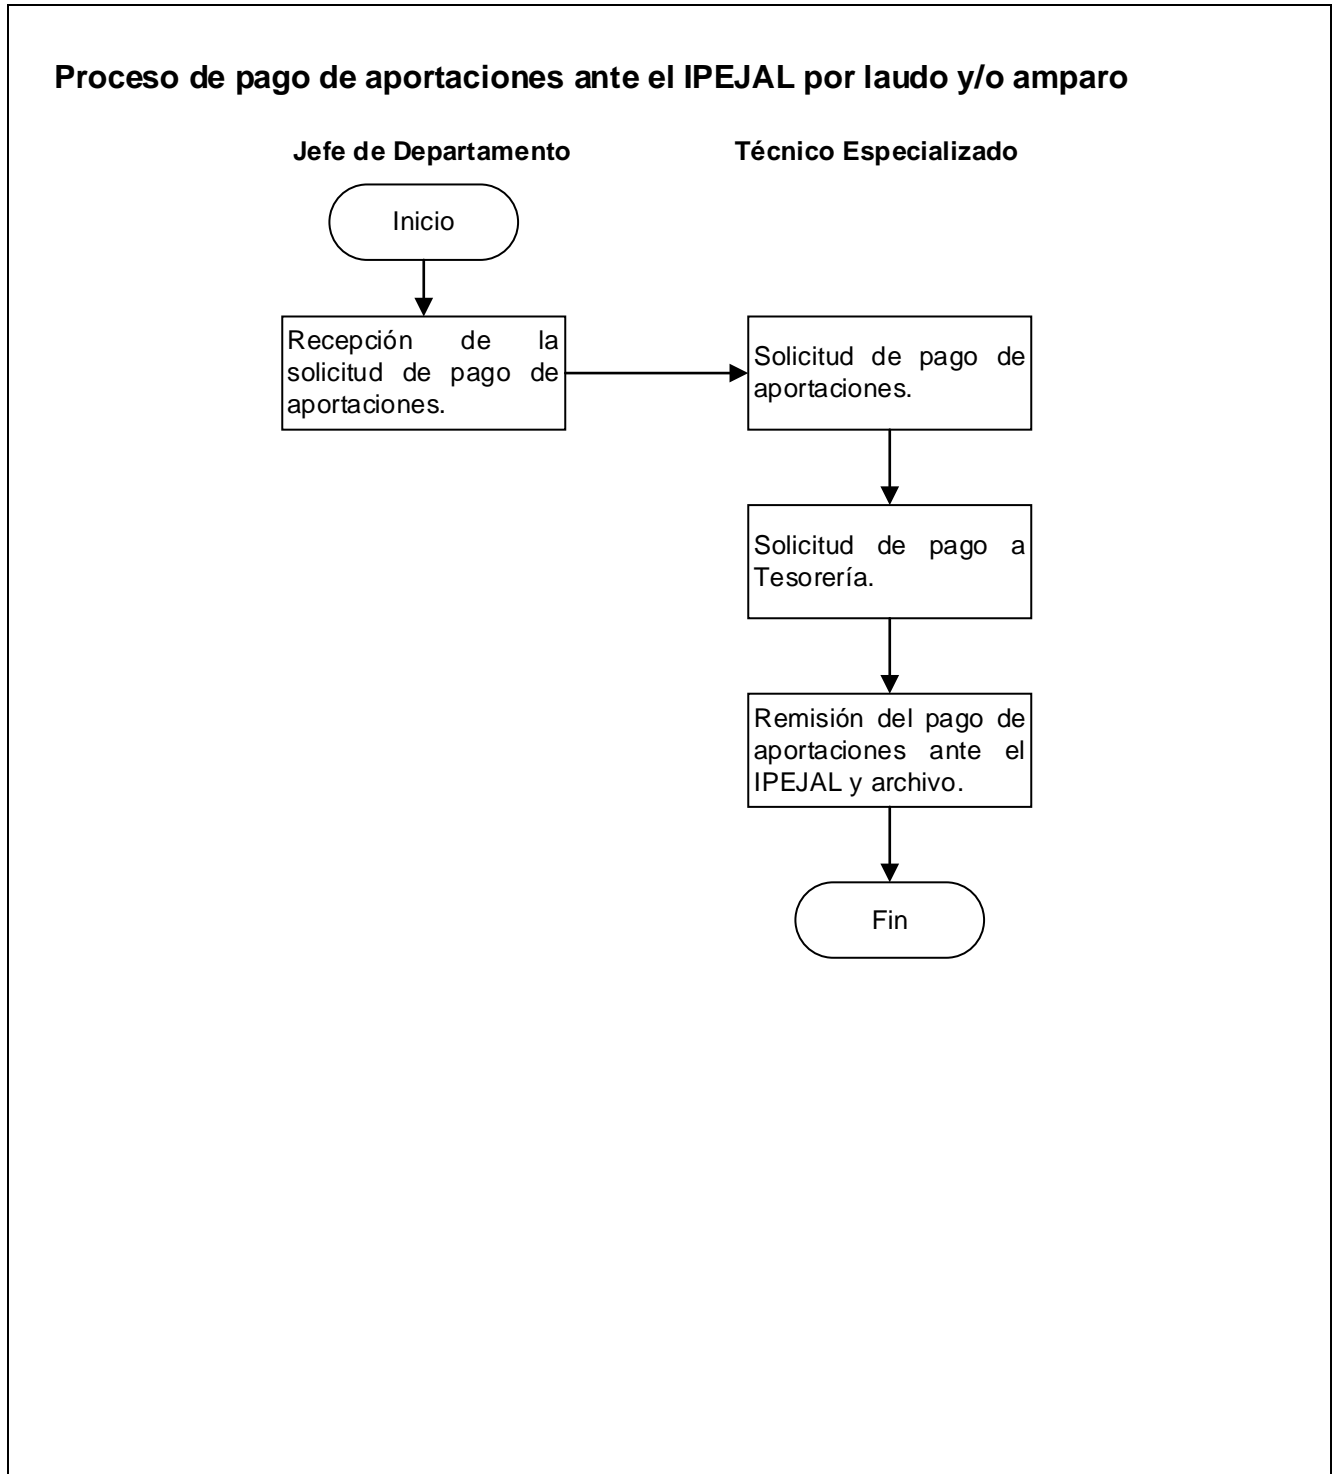 Proceso de pago de aportaciones ante el IPEJAL por laudo y/o amparo
Jefe de Departamento
Técnico Especializado
Inicio
Recepción de la
solicitud de pago de
aportaciones.
Solicitud de pago de
aportaciones.
Solicitud de pago a
Tesorería.
Remisión del pago de
aportaciones ante el
IPEJAL y archivo.
Fin